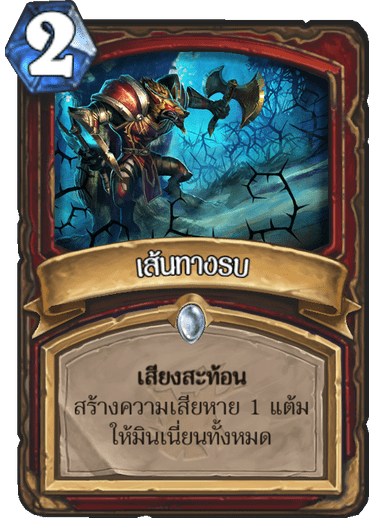 2
เส้นทางรบ
เสียงสะท้อน
สร้างความเสียหาย 1 แต้ม
ให้มินเนี่ยนทั้งหมด